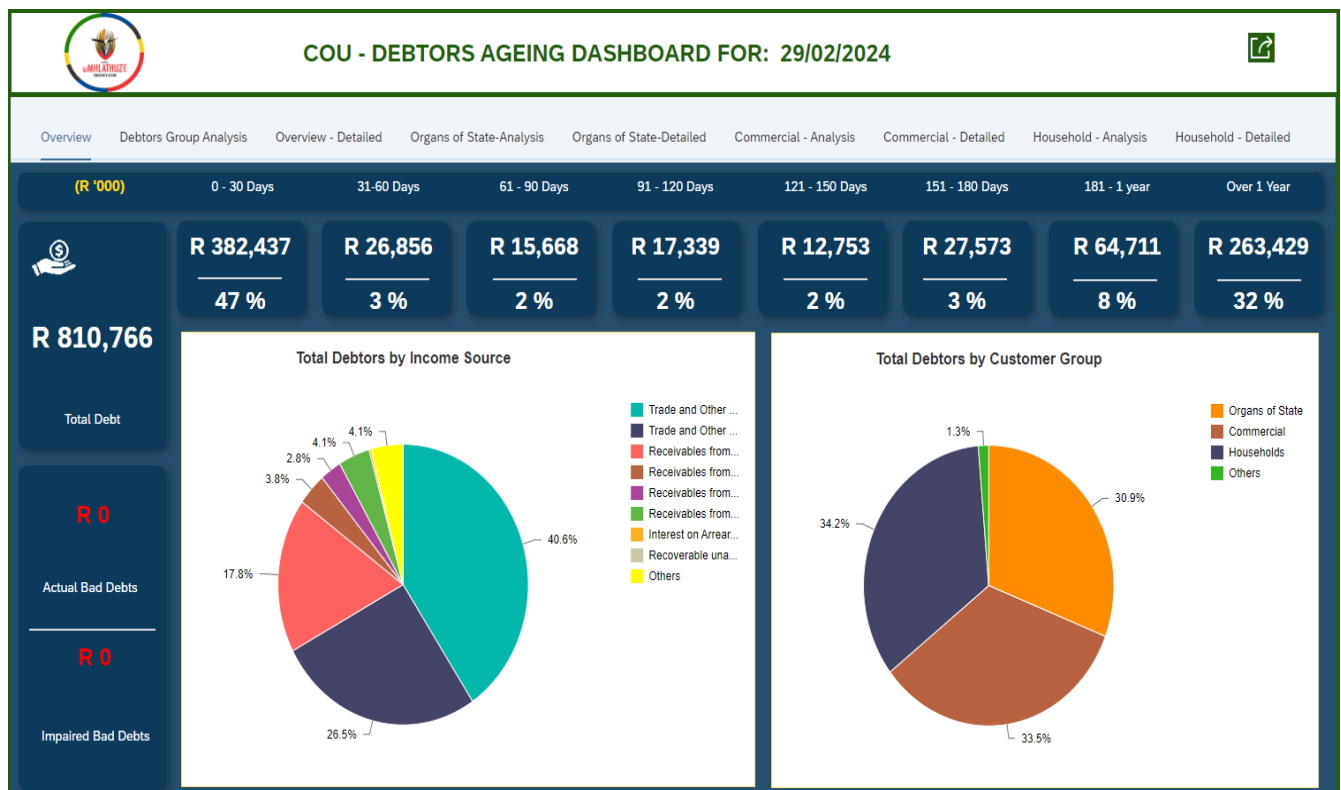 uMHLATHUZE
COU - DEBTORS AGEING DASHBOARD FOR: 29/02/2024
Overview Debtors Group Analysis Overview - Detailed Organs of State-Analysis Organs of State-Detailed Commercial - Analysis Commercial - Detailed Household - Analysis Household - Detailed
(R '000) 0 - 30 Days 31-60 Days 61 - 90 Days 91 - 120 Days 121 - 150 Days 151 - 180 Days 181 - 1 year Over 1 Year
R 382,437 R 26,856 R 15,668 R 17,339 R 12,753 R 27,573 R 64,711 R 263,429
47 % 3 % 2 % 2 % 2 % 3 % 8 % 32 %
R 810,766
Total Debt
R 0
Actual Bad Debts
R 0
Impaired Bad Debts
Total Debtors by Income Source
4.1%
4.1%
2.8%
3.8%
17.8%
26.5%
40.6%
Trade and Other ...
Trade and Other ...
Receivables from...
Receivables from...
Receivables from...
Receivables from...
Interest on Arrear...
Recoverable una...
Others
Total Debtors by Customer Group
1.3%
34.2%
30.9%
33.5%
Organs of State
Commercial
Households
Others